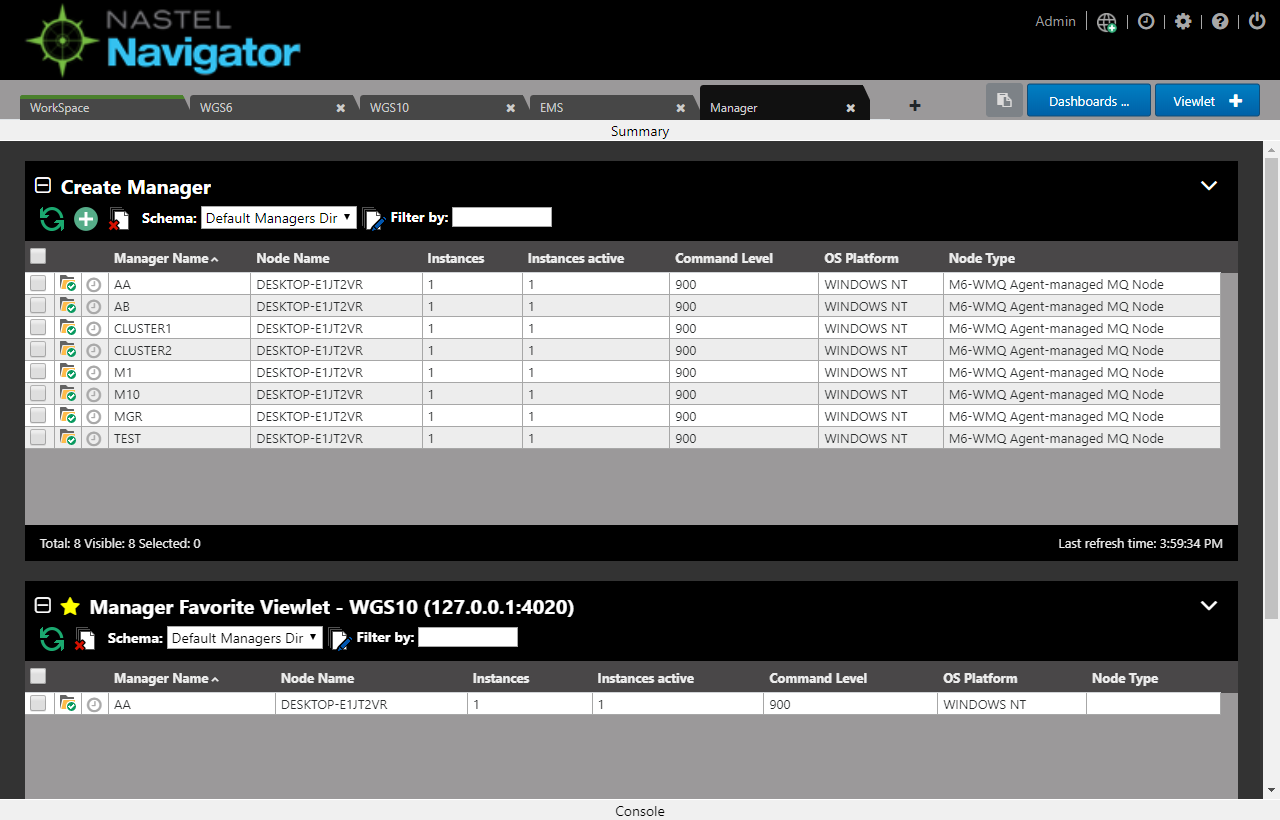 NASTEL
Navigator
Admin
WorkSpace WGS6 WGS10 EMS Manager Dashboards ... Viewlet
Summary
Create Manager
Schema: Default Managers Dir Filter by:
Manager Name Node Name Instances Instances active Command Level OS Platform Node Type
AA DESKTOP-E1JT2VR 1 1 900 WINDOWS NT M6-WMQ Agent-managed MQ Node
AB DESKTOP-E1JT2VR 1 1 900 WINDOWS NT M6-WMQ Agent-managed MQ Node
CLUSTER1 DESKTOP-E1JT2VR 1 1 900 WINDOWS NT M6-WMQ Agent-managed MQ Node
CLUSTER2 DESKTOP-E1JT2VR 1 1 900 WINDOWS NT M6-WMQ Agent-managed MQ Node
M1 DESKTOP-E1JT2VR 1 1 900 WINDOWS NT M6-WMQ Agent-managed MQ Node
M10 DESKTOP-E1JT2VR 1 1 900 WINDOWS NT M6-WMQ Agent-managed MQ Node
MGR DESKTOP-E1JT2VR 1 1 900 WINDOWS NT M6-WMQ Agent-managed MQ Node
TEST DESKTOP-E1JT2VR 1 1 900 WINDOWS NT M6-WMQ Agent-managed MQ Node
Total: 8 Visible: 8 Selected: 0 Last refresh time: 3:59:34 PM
Manager Favorite Viewlet - WGS10 (127.0.0.1:4020)
Schema: Default Managers Dir Filter by:
Manager Name Node Name Instances Instances active Command Level OS Platform Node Type
AA DESKTOP-E1JT2VR 1 1 900 WINDOWS NT
Console